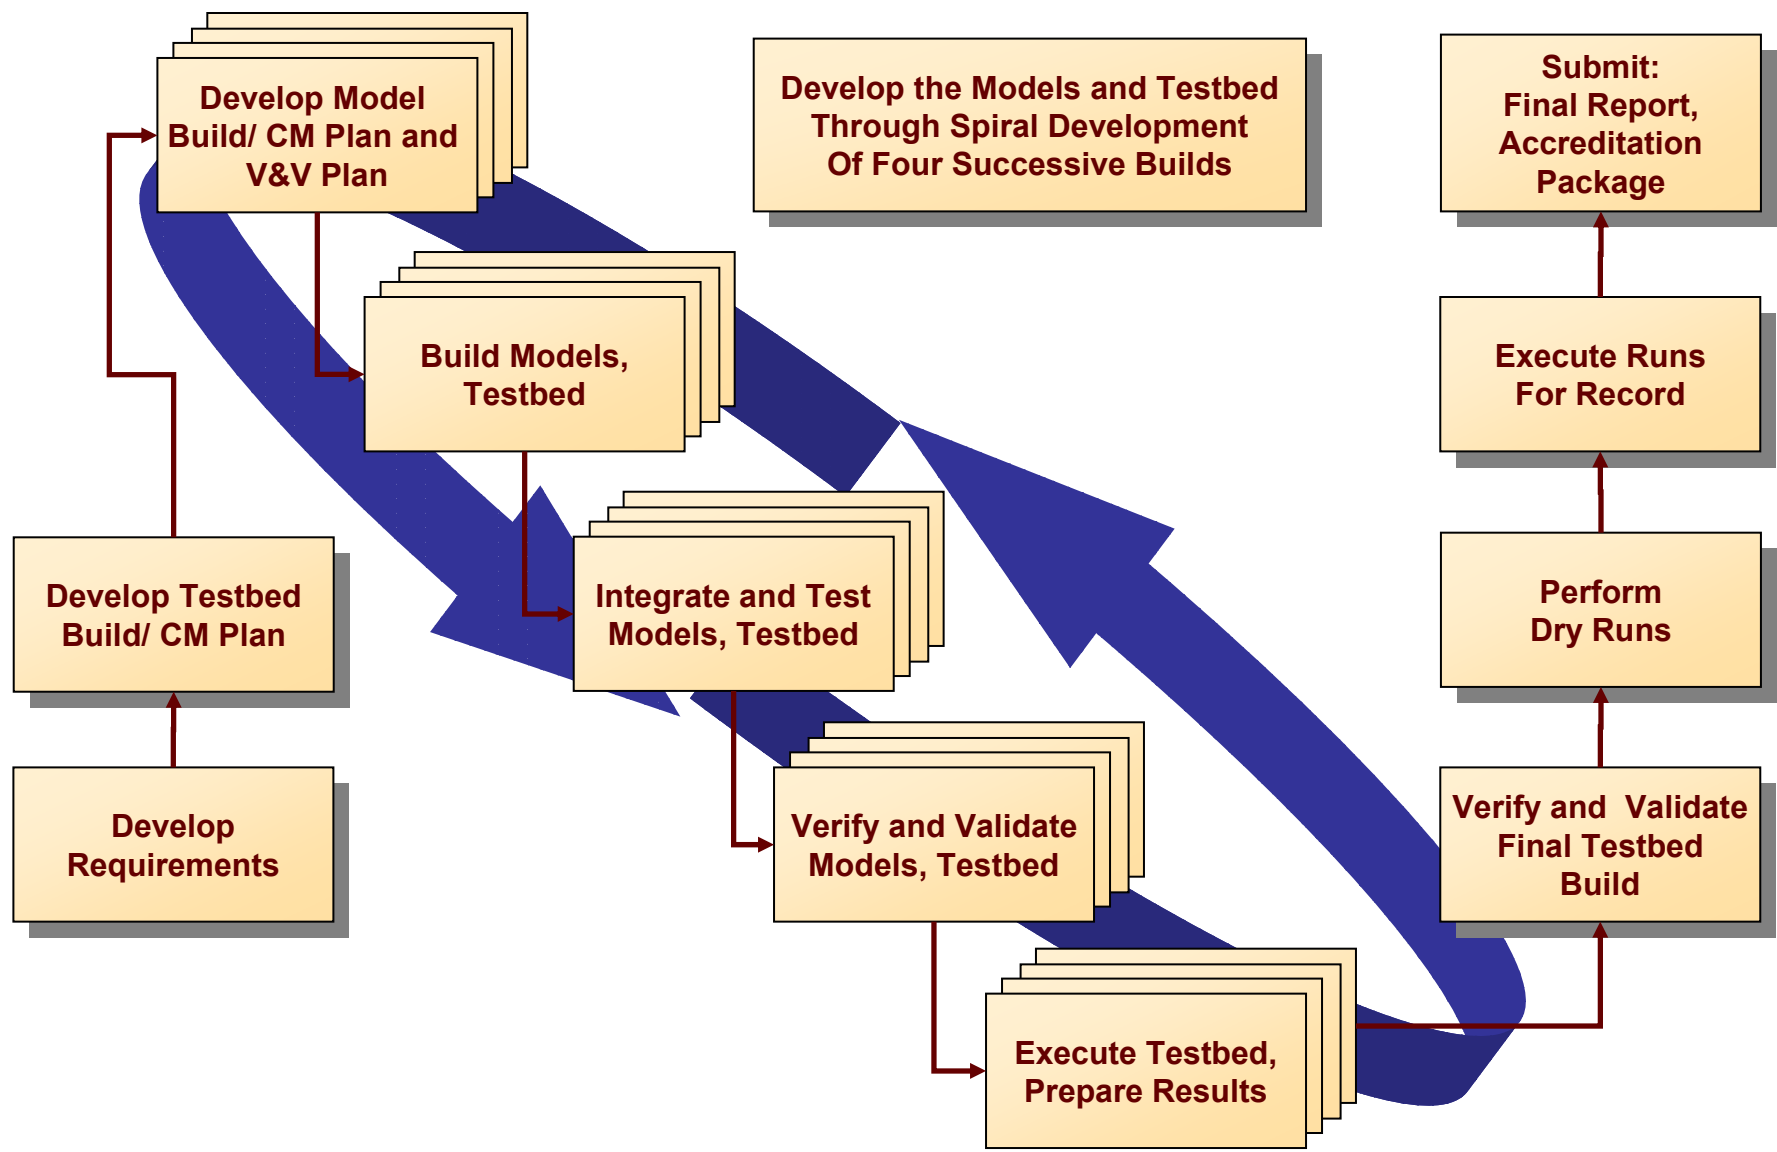 Develop Model
Build/ CM Plan and
V&V Plan
Develop the Models and Testbed
Through Spiral Development
Of Four Successive Builds
Submit:
Final Report,
Accreditation
Package
Build Models,
Testbed
Execute Runs
For Record
Develop Testbed
Build/ CM Plan
Integrate and Test
Models, Testbed
Perform
Dry Runs
Develop
Requirements
Verify and Validate
Models, Testbed
Verify and  Validate
Final Testbed
Build
Execute Testbed,
Prepare Results